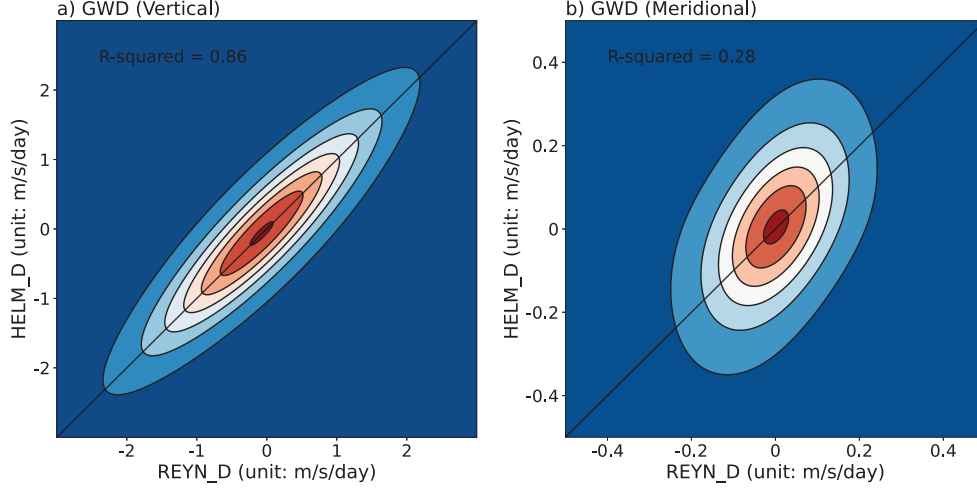 a) GWD (Vertical)
R-squared = 0.86
HELM_D (unit: m/s/day)
2
1
0
-1
-2
-2
-1
0
1
2
REYN_D (unit: m/s/day)
b) GWD (Meridional)
R-squared = 0.28
HELM_D (unit: m/s/day)
0.4
0.2
0
-0.2
-0.4
-0.4
-0.2
0
0.2
0.4
REYN_D (unit: m/s/day)